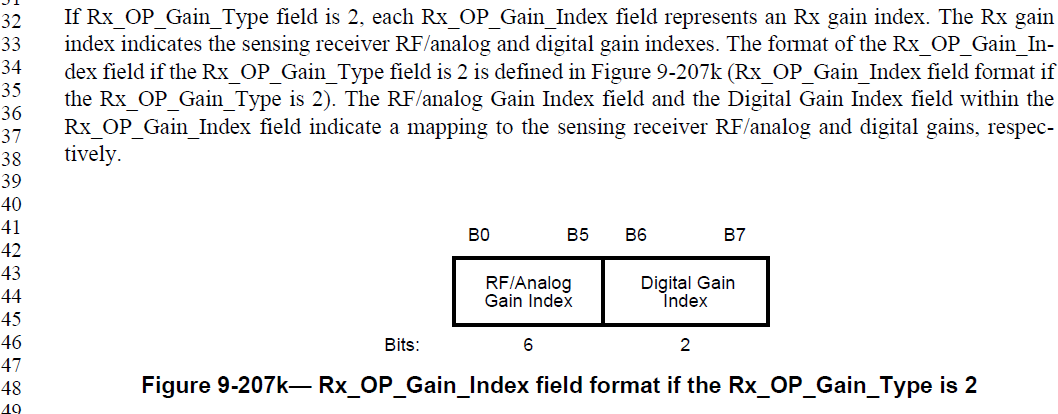 31
32 If Rx_OP_Gain_Type field is 2, each Rx_OP_Gain_Index field represents an Rx gain index. The Rx gain
33 index indicates the sensing receiver RF/analog and digital gain indexes. The format of the Rx_OP_Gain_In-
34 dex field if the Rx_OP_Gain_Type field is 2 is defined in Figure 9-207k (Rx_OP_Gain_Index field format if
35 the Rx_OP_Gain_Type is 2). The RF/analog Gain Index field and the Digital Gain Index field within the
36
37 Rx_OP_Gain_Index field indicate a mapping to the sensing receiver RF/analog and digital gains, respec-
38 tively.
39
40
41 B0 B5 B6 B7
42
43 RF/Analog Digital Gain
44 Gain Index Index
45
46 Bits: 6 2
47
48 Figure 9-207k— Rx_OP_Gain_Index field format if the Rx_OP_Gain_Type is 2
49